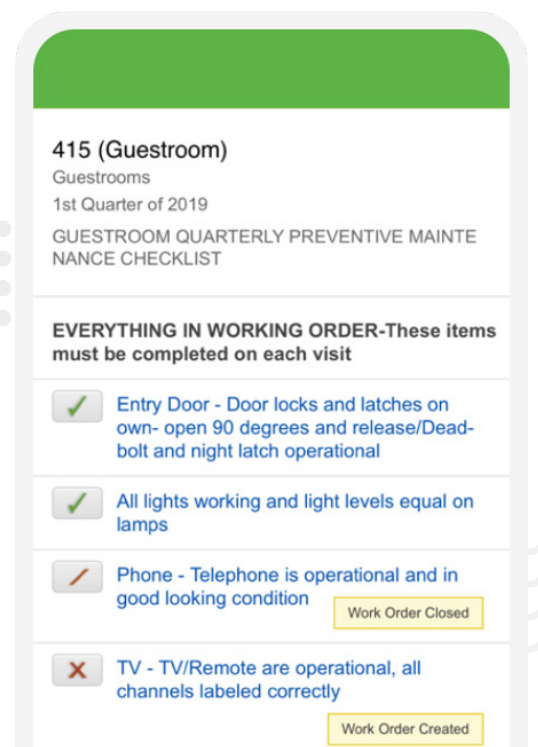 415 (Guestroom)
Guestrooms
1st Quarter of 2019
GUESTROOM QUARTERLY PREVENTIVE MAINTE
NANCE CHECKLIST
EVERYTHING IN WORKING ORDER-These items
must be completed on each visit
Entry Door - Door locks and latches on
own- open 90 degrees and release/Dead-
bolt and night latch operational
All lights working and light levels equal on
lamps
Phone - Telephone is operational and in
good looking condition
Work Order Closed
TV - TV/Remote are operational, all
channels labeled correctly
Work Order Created